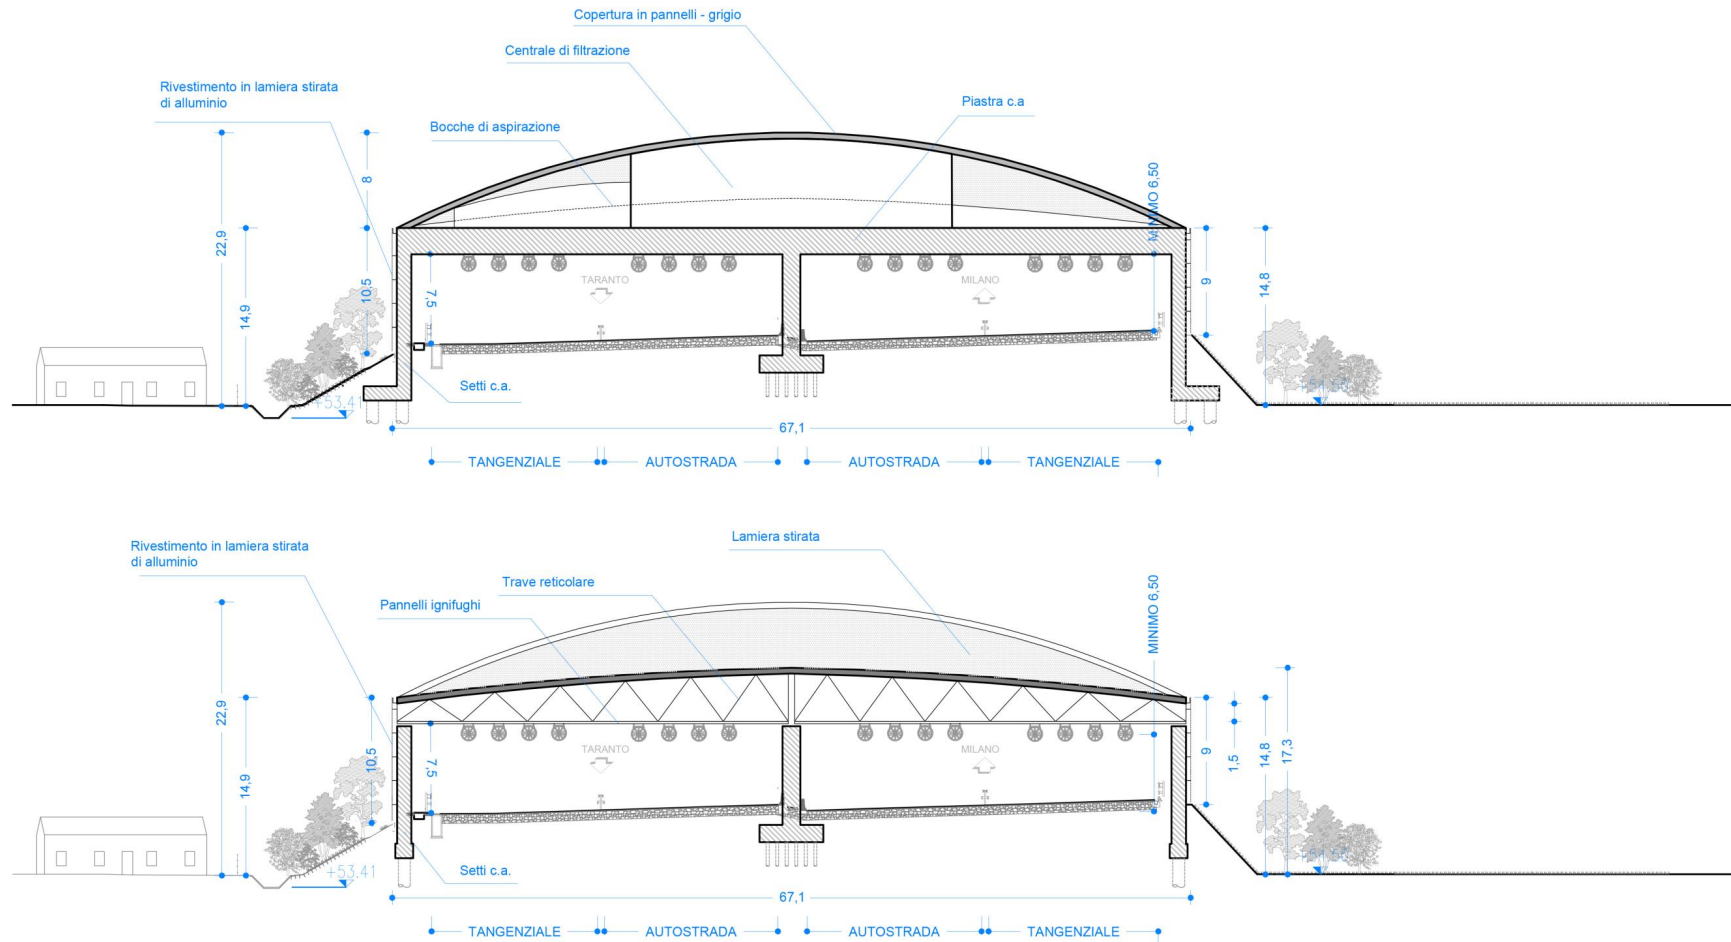 Copertura in pannelli - grigio
Centrale di filtrazione
Rivestimento in lamiera stirata
di alluminio
Piastra c.a
Bocche di aspirazione
8
MINIMO 6,50
22,9
14,9
10,5
7,5
TARANTO
MILANO
9
14,8
Setti c.a.
+53.41
67,1
TANGENZIALE
AUTOSTRADA
AUTOSTRADA
TANGENZIALE
Lamiera stirata
Rivestimento in lamiera stirata
di alluminio
Trave reticolare
Pannelli ignifughi
MINIMO 6,50
22,9
14,9
10,5
7,5
TARANTO
MILANO
9
1,5
14,8
17,3
Setti c.a.
+53.41
67,1
TANGENZIALE
AUTOSTRADA
AUTOSTRADA
TANGENZIALE